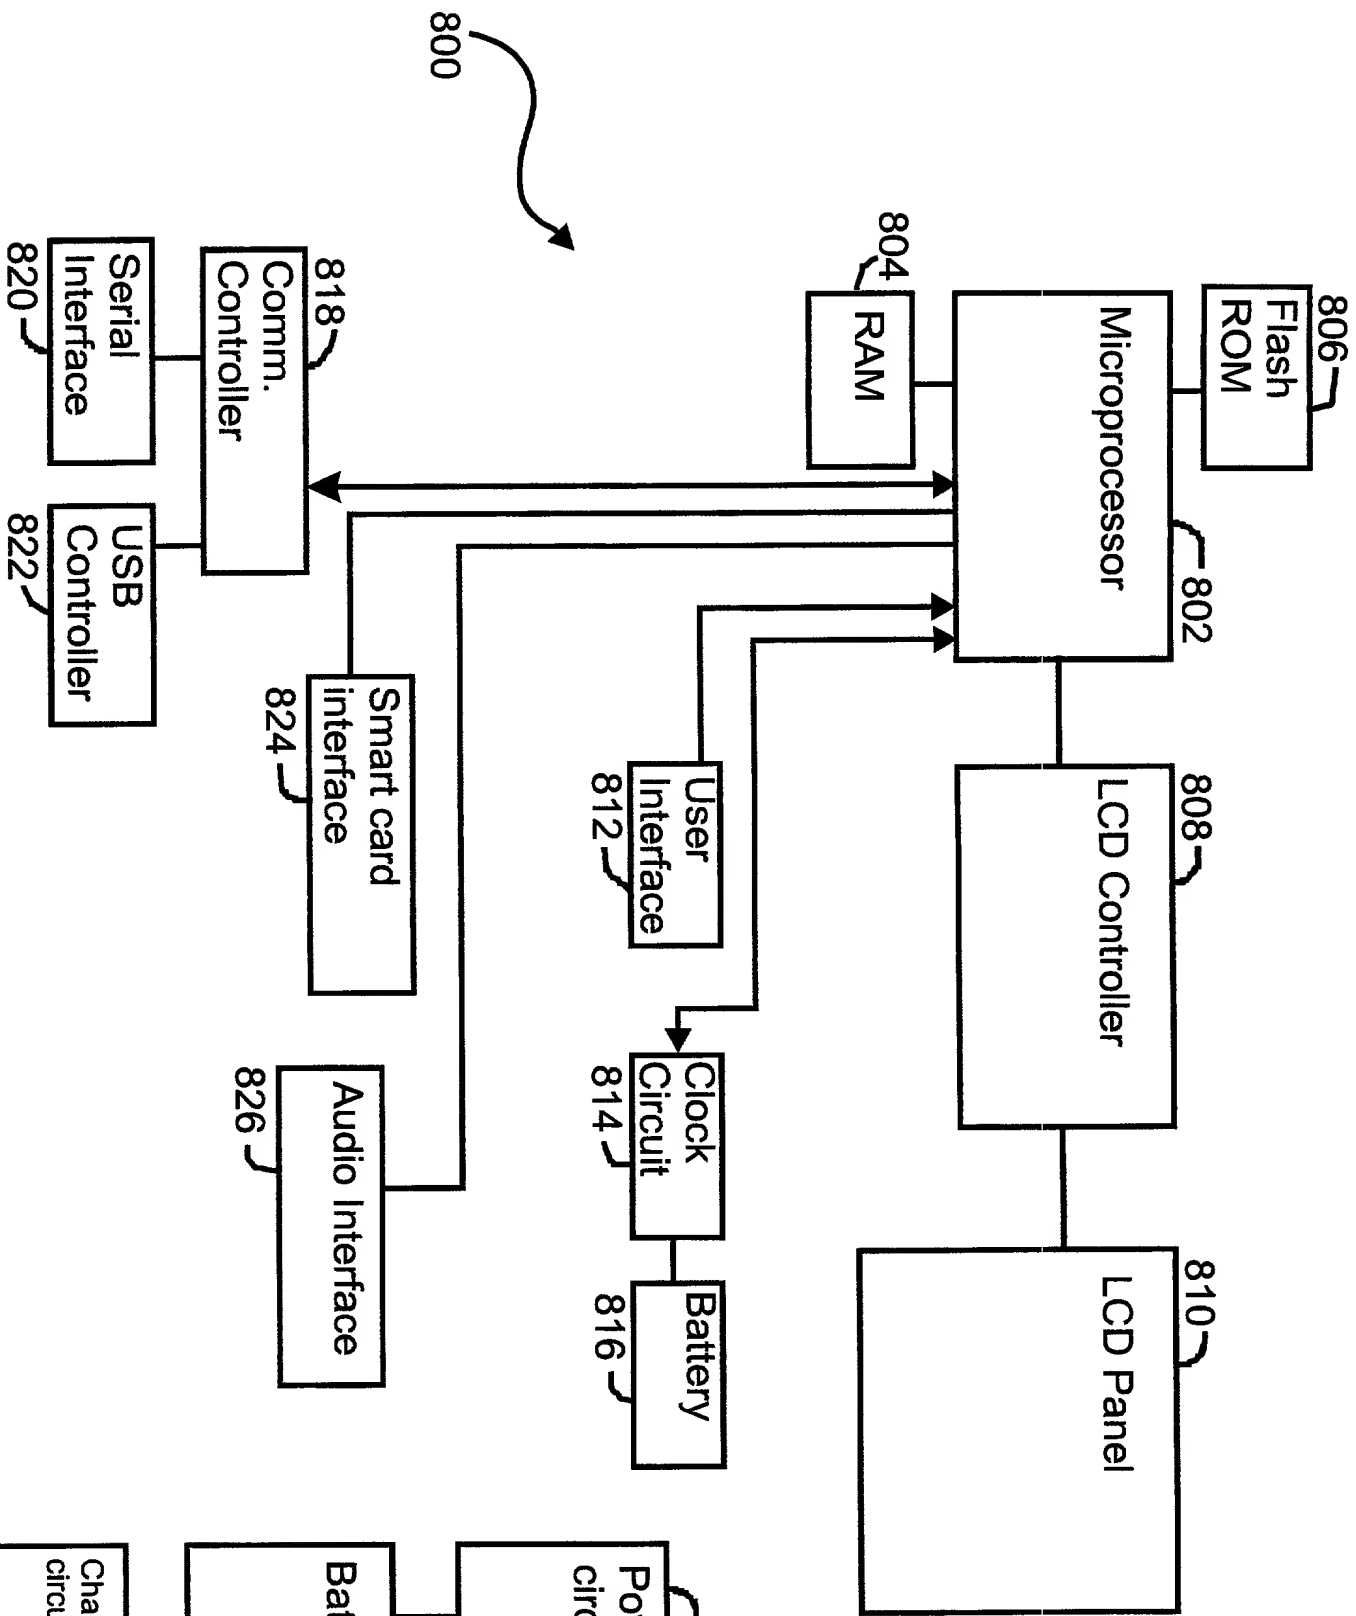 806
Flash
ROM
802
Microprocessor
804
RAM
808
LCD Controller
810
LCD Panel
800
User
Interface
812
Clock
Circuit
814
Battery
816
818
Comm.
Controller
Serial
Interface
820
USB
Controller
822
Smart card
interface
824
Audio Interface
826